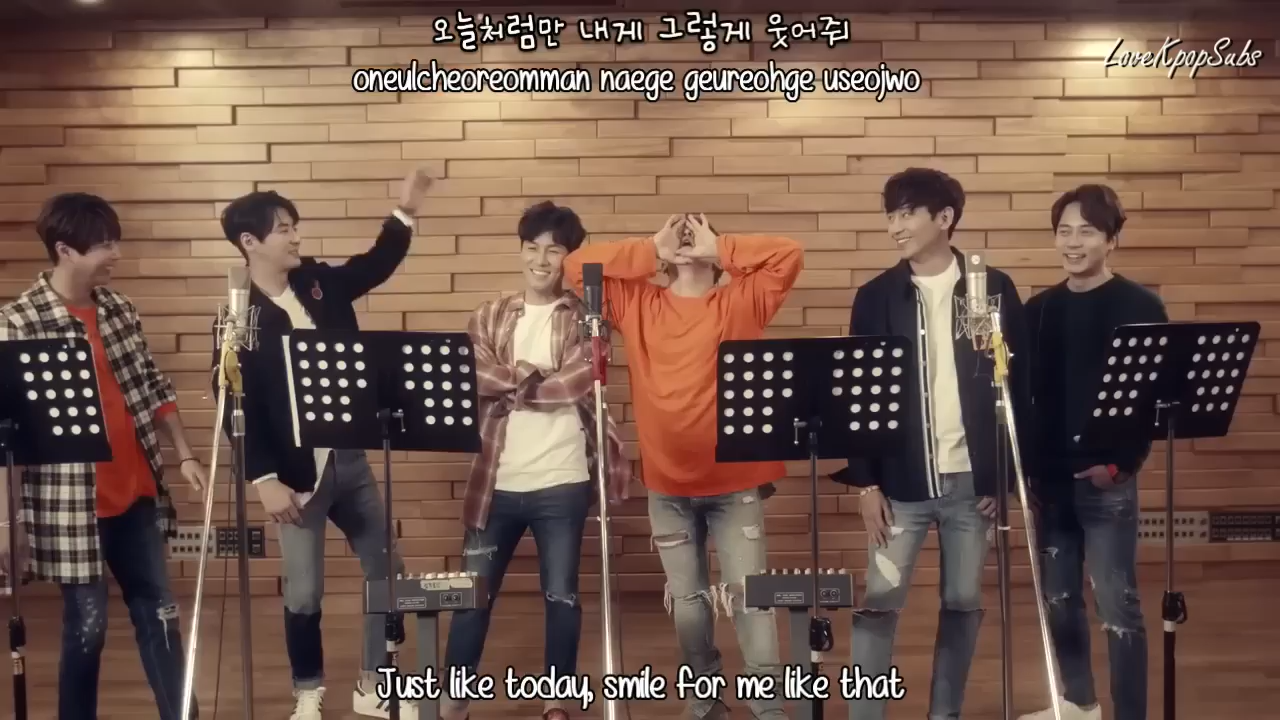 오늘처럼만 내게 그렇게 웃어줘
oneulcheoreomman naege geureohge useojwo
LoveKpopSubs
Just like today, smile for me like that